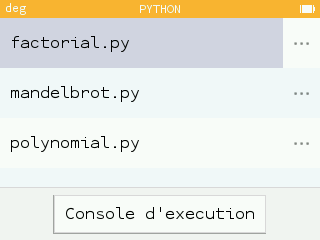 deg PYTHON
factorial.py
mandelbrot.py
polynomial.py
Console d'execution